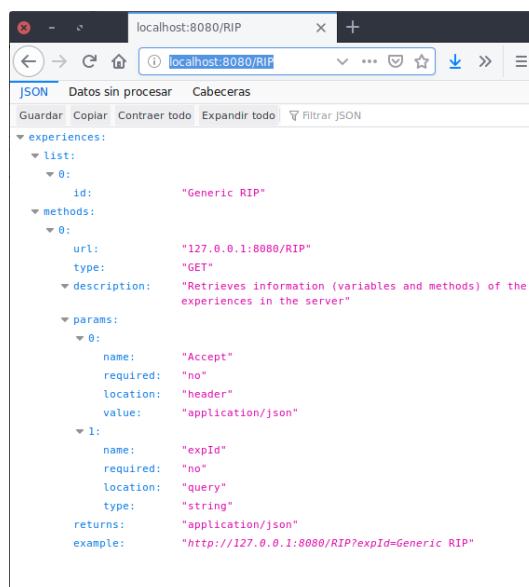 localhost:8080/RIP
localhost:8080/RIP
JSON Datos sin procesar Cabeceras
Guardar Copiar Contraer todo Expandir todo Filtrar JSON
experiences:
list:
0:
id: "Generic RIP"
methods:
0:
url: "127.0.0.1:8080/RIP"
type: "GET"
description: "Retrieves information (variables and methods) of the
experiences in the server"
params:
0:
name: "Accept"
required: "no"
location: "header"
value: "application/json"
1:
name: "expId"
required: "no"
location: "query"
type: "string"
returns: "application/json"
example: "http://127.0.0.1:8080/RIP?expId=Generic RIP"